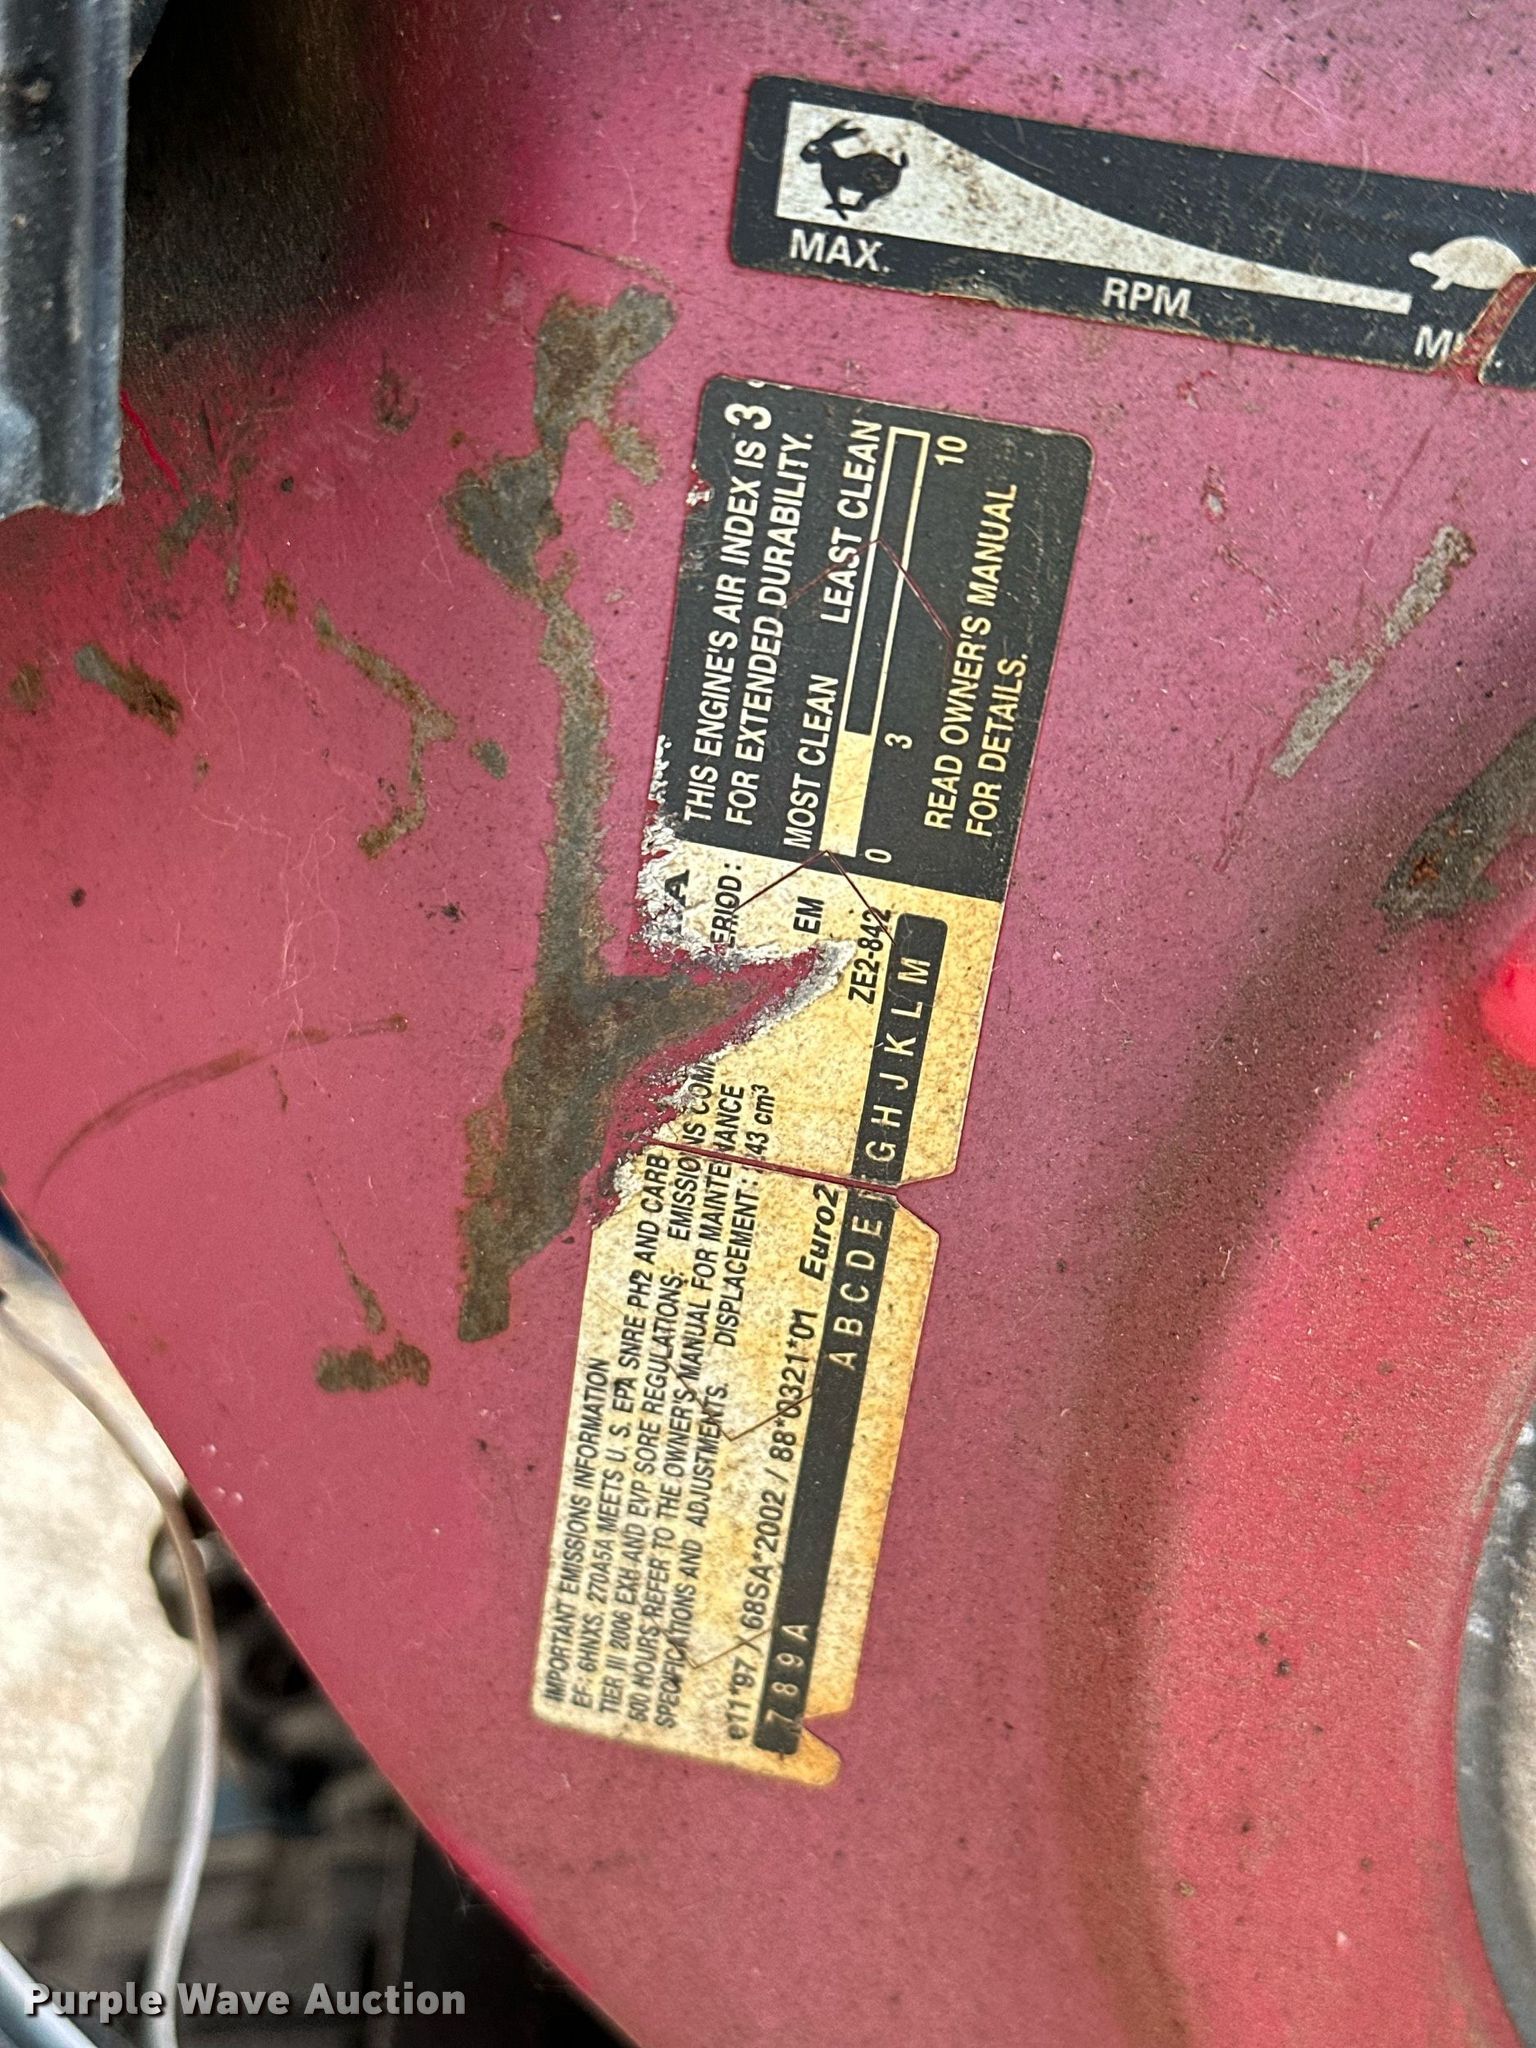 MAX.
RPM
THIS ENGINE'S AIR INDEX IS 3
FOR EXTENDED DURABILITY.
MOST CLEAN LEAST CLEAN
0 3 10
READ OWNER'S MANUAL
FOR DETAILS.
IMPORTANT EMISSIONS INFORMATION
EF: 6HNXS. 270A5A MEETS U. S. EPA SNRE PH2 AND CARB
TIER III 2006 EXH AND EVP SORE REGULATIONS. EMISSIONS COM
500 HOURS REFER TO THE OWNER'S MANUAL FOR MAINTENANCE
SPECIFICATIONS AND ADJUSTMENTS. DISPLACEMENT: 43 cm³
ERIOD:
EM
e11*97 / 68SA*2002 / 88*0321*01 Euro2 ZE2-842
7 8 9 A A B C D E G H J K L M
Purple Wave Auction